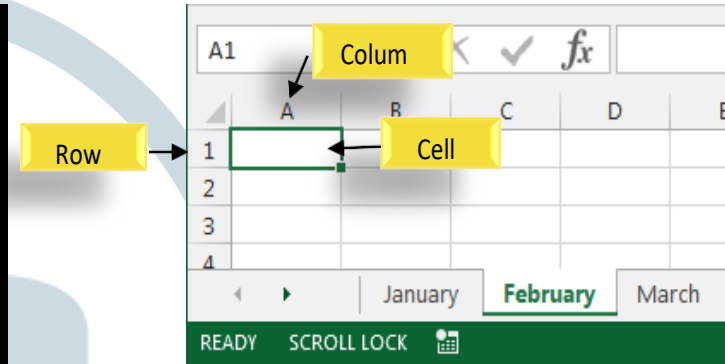 A1 Colum fx
A B C D E
Row 1 Cell
2
3
4
January February March
READY SCROLL LOCK